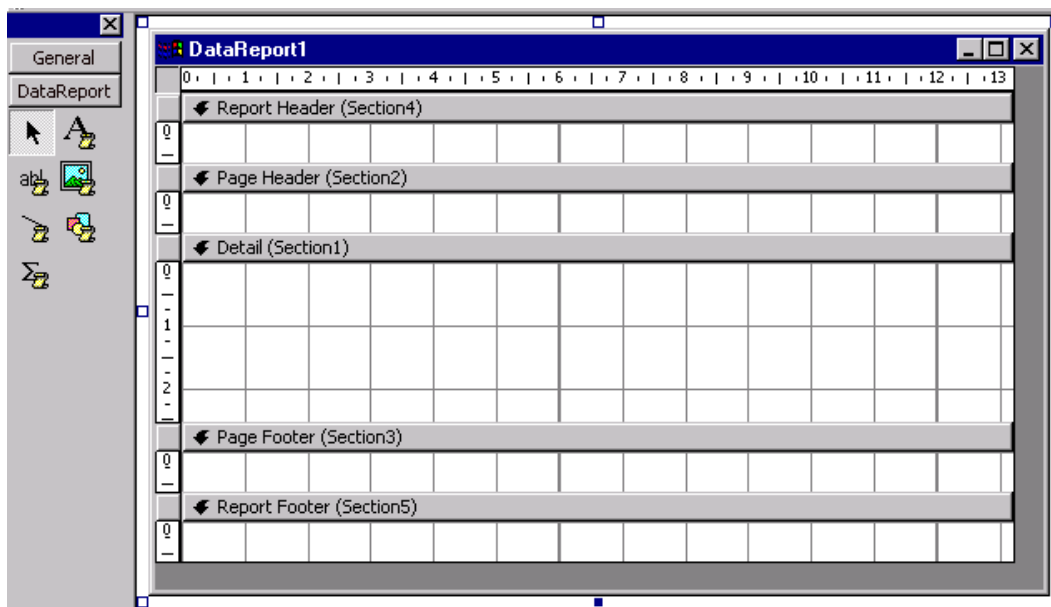 General
DataReport
A
abl
Σ
DataReport1
0 1 2 3 4 5 6 7 8 9 10 11 12 13
Report Header (Section4)
0
Page Header (Section2)
0
Detail (Section1)
0
1
2
Page Footer (Section3)
0
Report Footer (Section5)
0